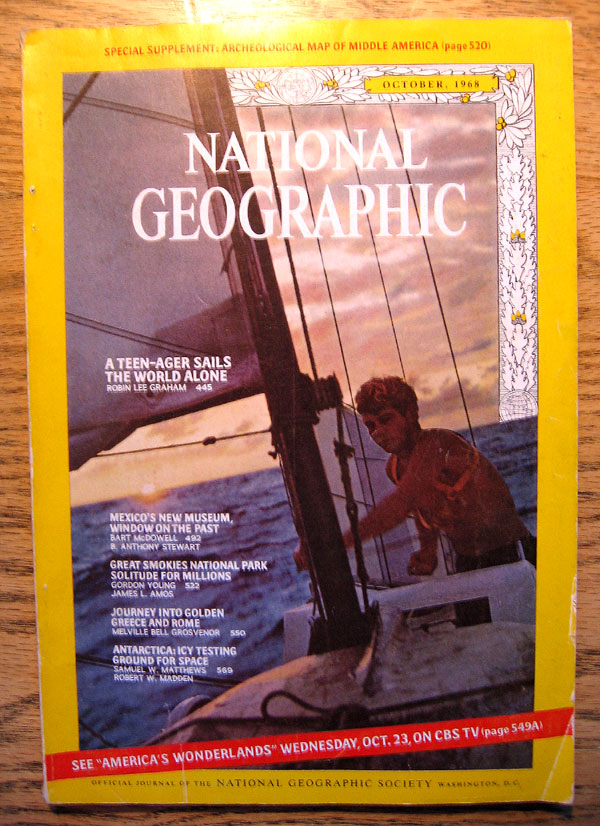 SPECIAL SUPPLEMENT: ARCHEOLOGICAL MAP OF MIDDLE AMERICA (page 520)
OCTOBER, 1968
NATIONAL
GEOGRAPHIC
A TEEN-AGER SAILS
THE WORLD ALONE
ROBIN LEE GRAHAM 445
MEXICO'S NEW MUSEUM,
WINDOW ON THE PAST
BART McDOWELL 492
B. ANTHONY STEWART
GREAT SMOKIES NATIONAL PARK
SOLITUDE FOR MILLIONS
GORDON YOUNG 522
JAMES L. AMOS
JOURNEY INTO GOLDEN
GREECE AND ROME
MELVILLE BELL GROSVENOR 550
ANTARCTICA: ICY TESTING
GROUND FOR SPACE
SAMUEL W. MATTHEWS 569
ROBERT W. MADDEN
SEE "AMERICA'S WONDERLANDS" WEDNESDAY, OCT. 23, ON CBS TV (page 549A)
OFFICIAL JOURNAL OF THE NATIONAL GEOGRAPHIC SOCIETY WASHINGTON, D.C.